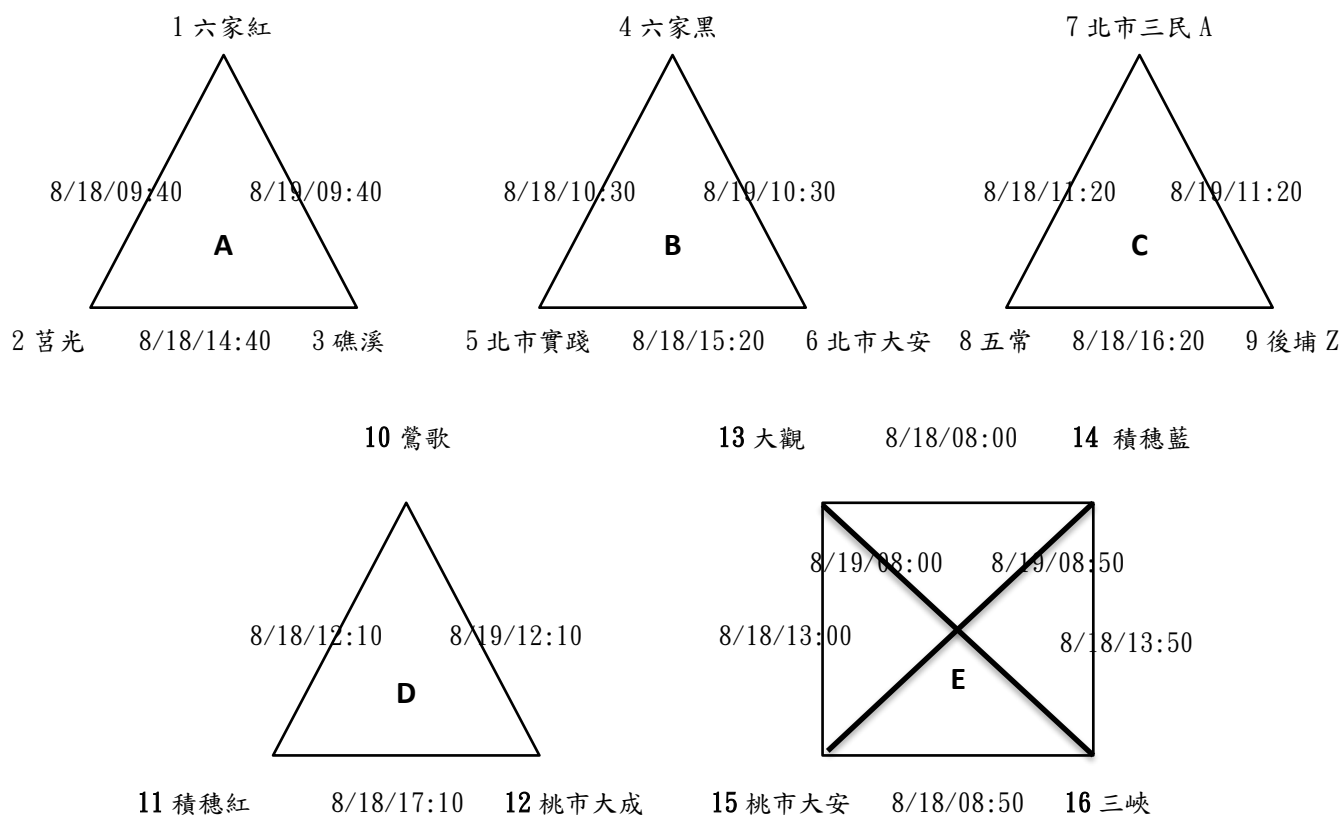 1 六家紅 4 六家黑 7 北市三民 A
8/18/09:40 8/19/09:40 8/18/10:30 8/19/10:30 8/18/11:20 8/19/11:20
A B C
2 莒光 8/18/14:40 3 礁溪 5 北市實踐 8/18/15:20 6 北市大安 8 五常 8/18/16:20 9 後埔 Z
10 鶯歌 13 大觀 8/18/08:00 14 積穗藍
8/19/08:00 8/19/08:50
8/18/12:10 8/19/12:10 8/18/13:00 8/18/13:50
D E
11 積穗紅 8/18/17:10 12 桃市大成 15 桃市大安 8/18/08:50 16 三峽